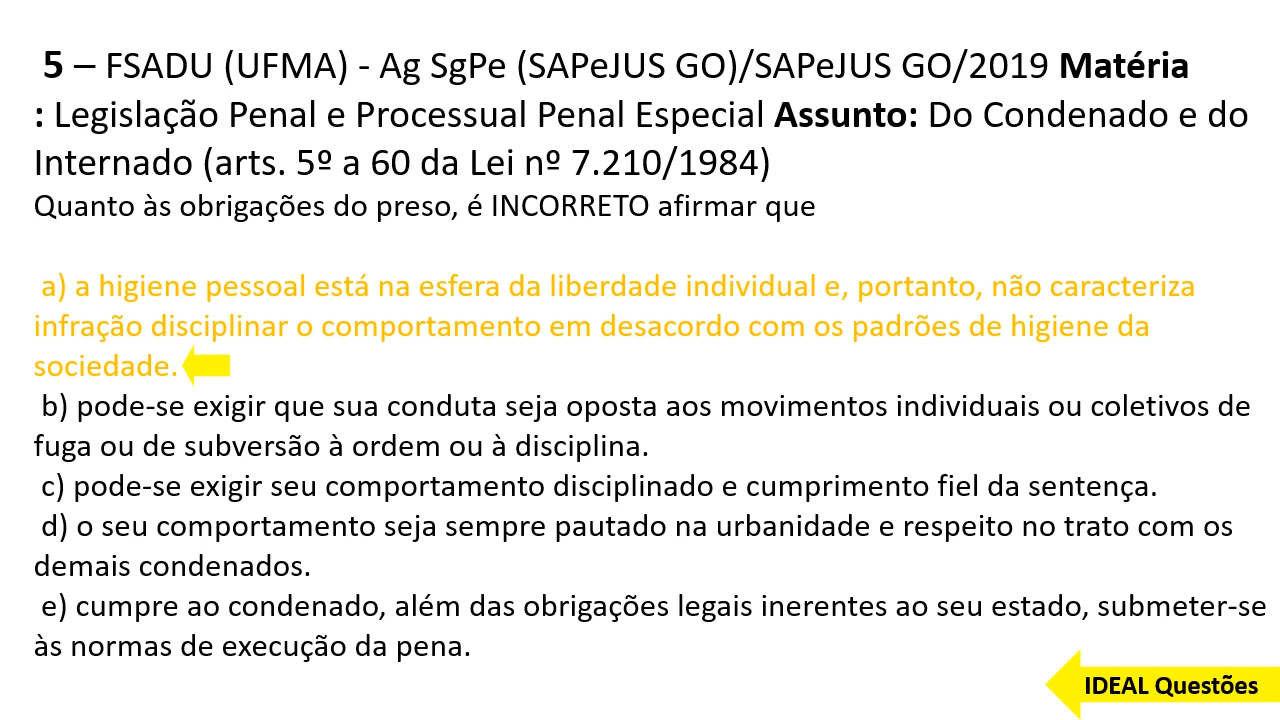 5 – FSADU (UFMA) - Ag SgPe (SAPeJUS GO)/SAPeJUS GO/2019 Matéria
: Legislação Penal e Processual Penal Especial Assunto: Do Condenado e do
Internado (arts. 5º a 60 da Lei nº 7.210/1984)
Quanto às obrigações do preso, é INCORRETO afirmar que
a) a higiene pessoal está na esfera da liberdade individual e, portanto, não caracteriza
infração disciplinar o comportamento em desacordo com os padrões de higiene da
sociedade.
b) pode-se exigir que sua conduta seja oposta aos movimentos individuais ou coletivos de
fuga ou de subversão à ordem ou à disciplina.
c) pode-se exigir seu comportamento disciplinado e cumprimento fiel da sentença.
d) o seu comportamento seja sempre pautado na urbanidade e respeito no trato com os
demais condenados.
e) cumpre ao condenado, além das obrigações legais inerentes ao seu estado, submeter-se
às normas de execução da pena.
IDEAL Questões